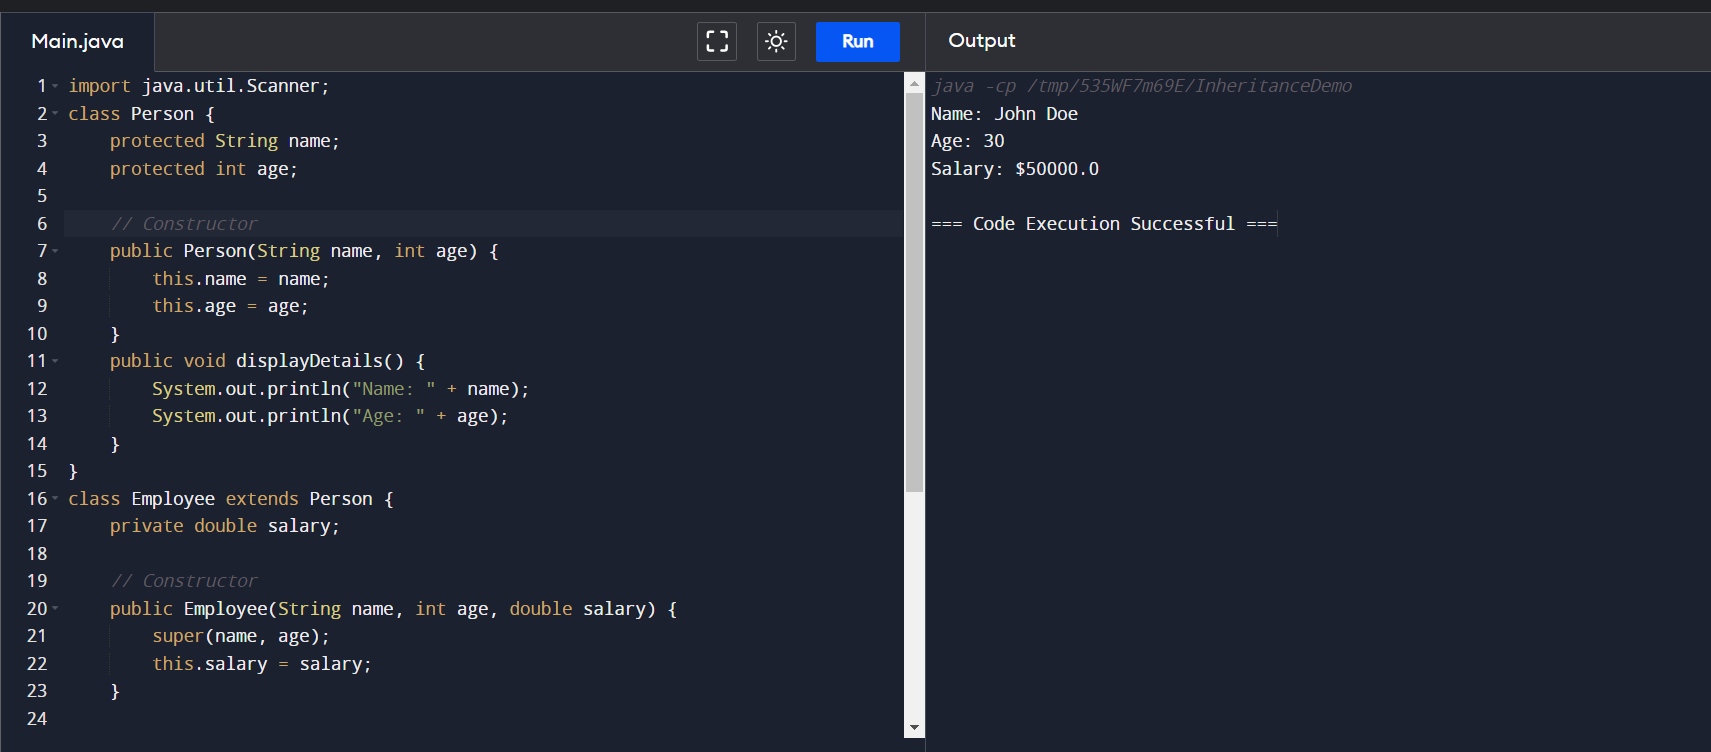 Main.java
Run
Output
1 import java.util.Scanner;
2 class Person {
3     protected String name;
4     protected int age;
5
6     // Constructor
7     public Person(String name, int age) {
8         this.name = name;
9         this.age = age;
10     }
11     public void displayDetails() {
12         System.out.println("Name: " + name);
13         System.out.println("Age: " + age);
14     }
15 }
16 class Employee extends Person {
17     private double salary;
18
19     // Constructor
20     public Employee(String name, int age, double salary) {
21         super(name, age);
22         this.salary = salary;
23     }
24
java -cp /tmp/535WF7m69E/InheritanceDemo
Name: John Doe
Age: 30
Salary: $50000.0
=== Code Execution Successful ===